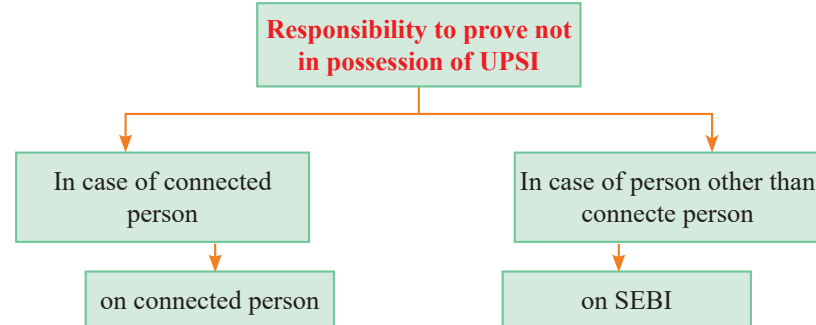 Responsibility to prove not
in possession of UPSI
In case of connected
person
In case of person other than
connecte person
on connected person
on SEBI